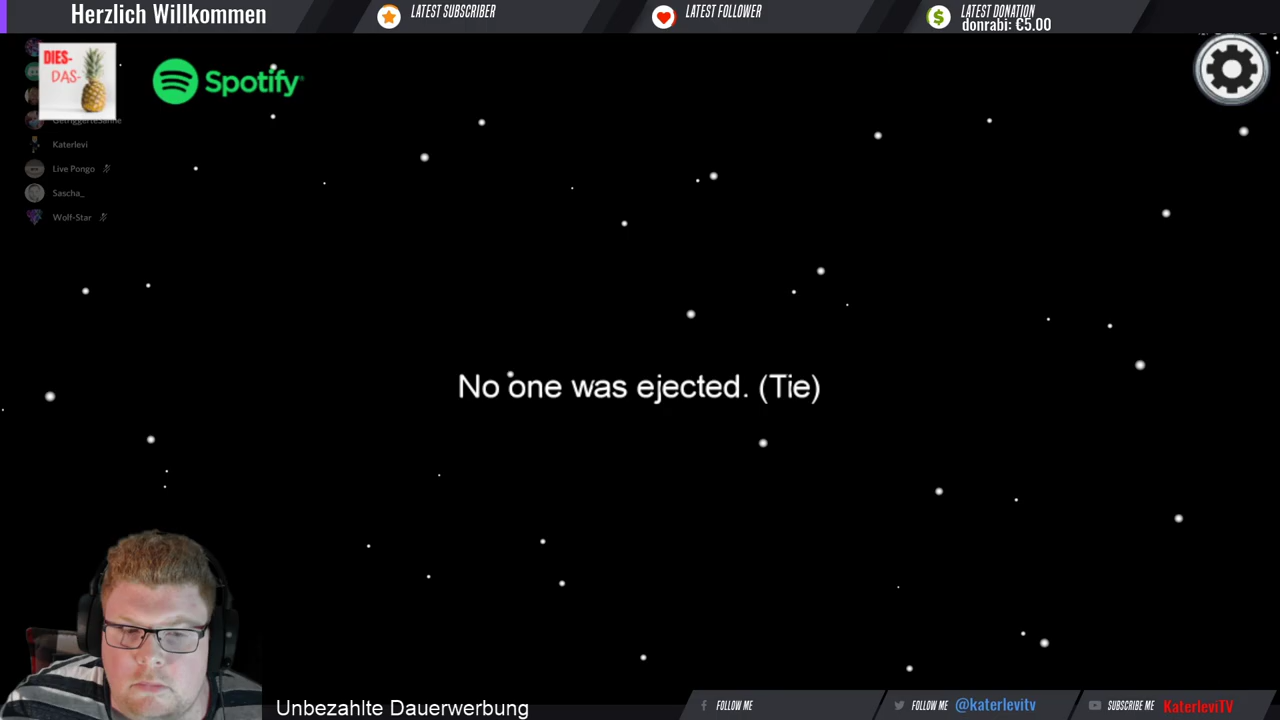 Herzlich Willkommen
LATEST SUBSCRIBER
LATEST FOLLOWER
LATEST DONATION
donrabi: €5.00
DIES-
DAS-
Spotify
GetriggerteSahne
Katerlevi
Live Pongo
Sascha_
Wolf-Star
No one was ejected. (Tie)
Unbezahlte Dauerwerbung
FOLLOW ME
FOLLOW ME @katerlevitv
SUBSCRIBE ME KaterleviTV